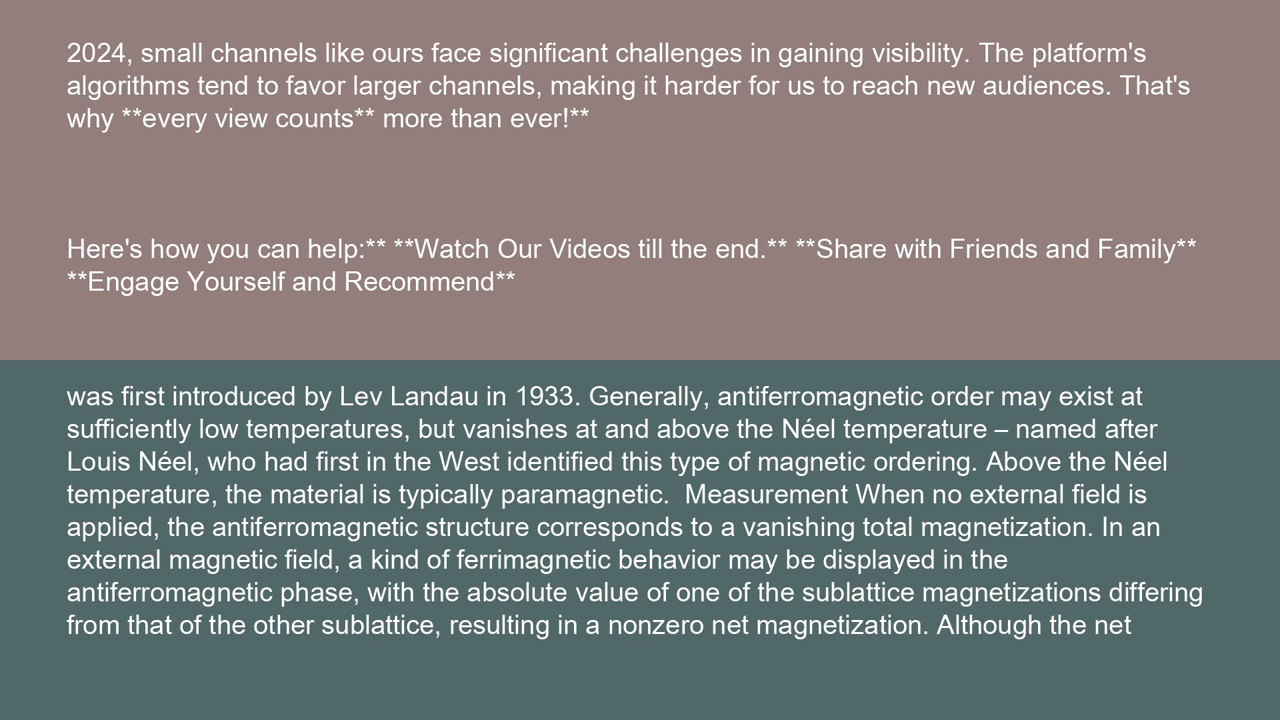 2024, small channels like ours face significant challenges in gaining visibility. The platform's
algorithms tend to favor larger channels, making it harder for us to reach new audiences. That's
why **every view counts** more than ever!**
Here's how you can help:** **Watch Our Videos till the end.** **Share with Friends and Family**
**Engage Yourself and Recommend**
was first introduced by Lev Landau in 1933. Generally, antiferromagnetic order may exist at
sufficiently low temperatures, but vanishes at and above the Néel temperature – named after
Louis Néel, who had first in the West identified this type of magnetic ordering. Above the Néel
temperature, the material is typically paramagnetic.  Measurement When no external field is
applied, the antiferromagnetic structure corresponds to a vanishing total magnetization. In an
external magnetic field, a kind of ferrimagnetic behavior may be displayed in the
antiferromagnetic phase, with the absolute value of one of the sublattice magnetizations differing
from that of the other sublattice, resulting in a nonzero net magnetization. Although the net